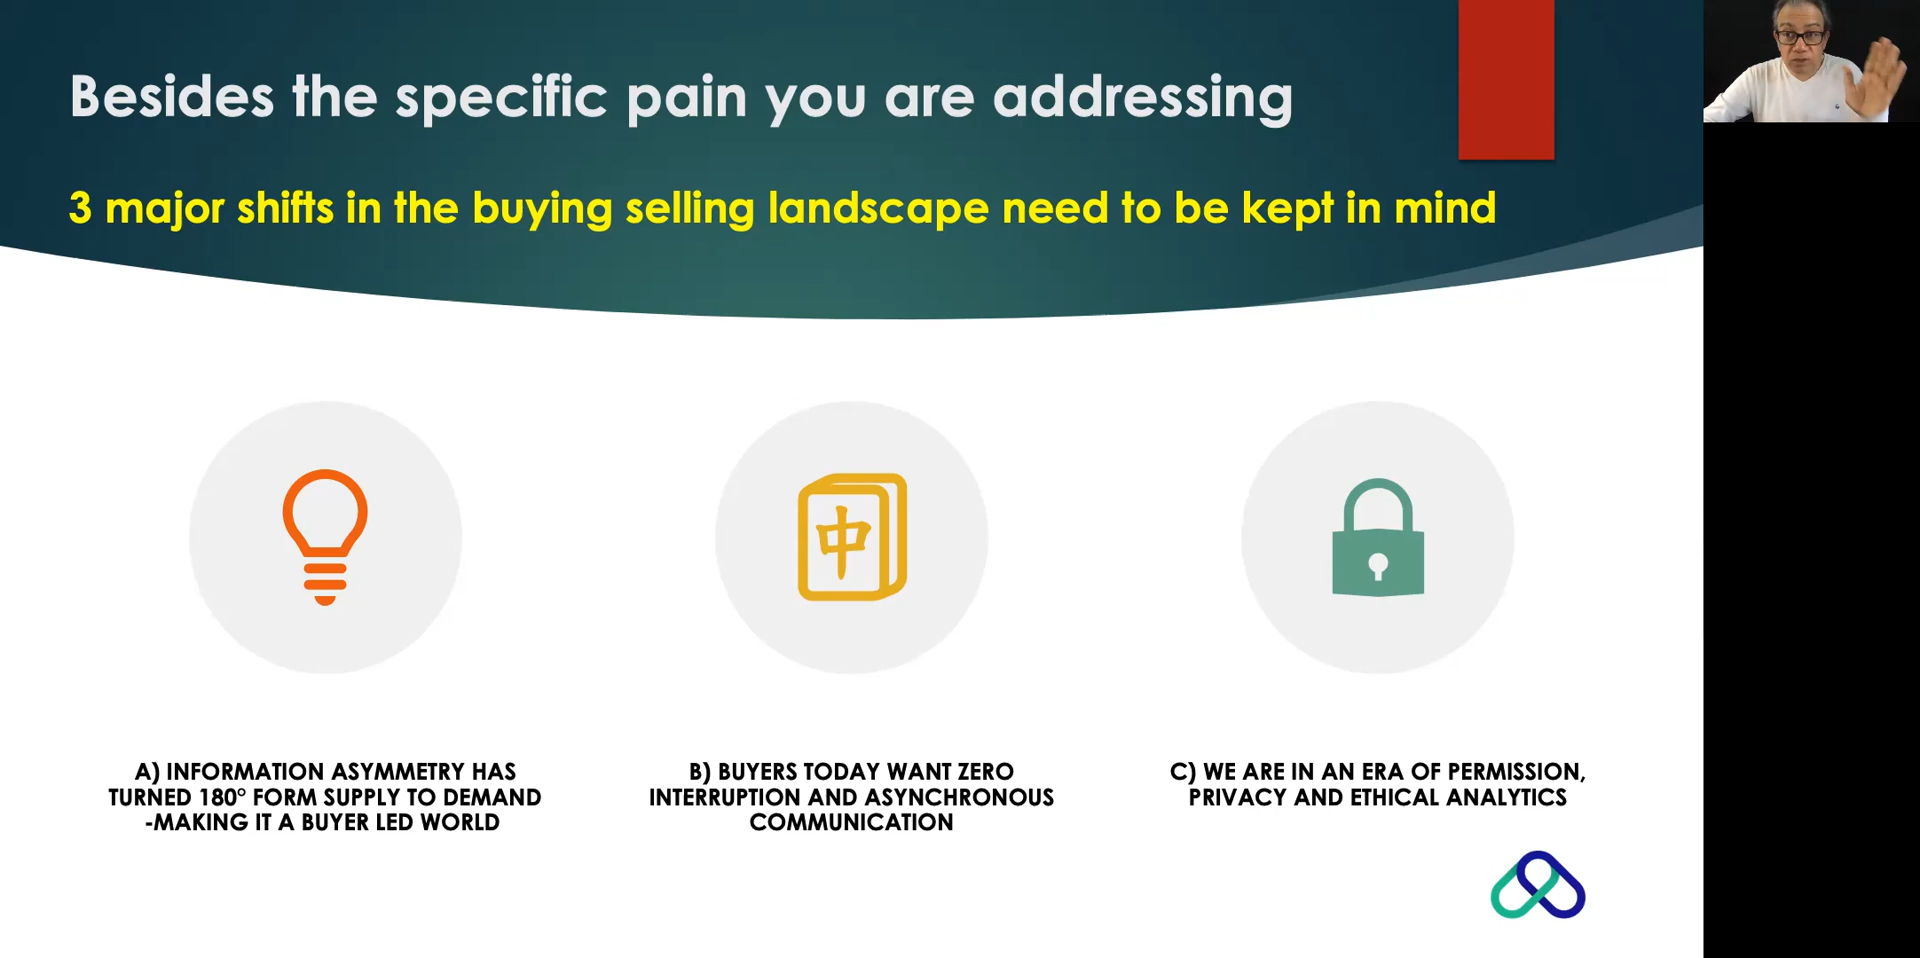 Besides the specific pain you are addressing
3 major shifts in the buying selling landscape need to be kept in mind
中
A) INFORMATION ASYMMETRY HAS
TURNED 180° FORM SUPPLY TO DEMAND
-MAKING IT A BUYER LED WORLD
B) BUYERS TODAY WANT ZERO
INTERRUPTION AND ASYNCHRONOUS
COMMUNICATION
C) WE ARE IN AN ERA OF PERMISSION,
PRIVACY AND ETHICAL ANALYTICS